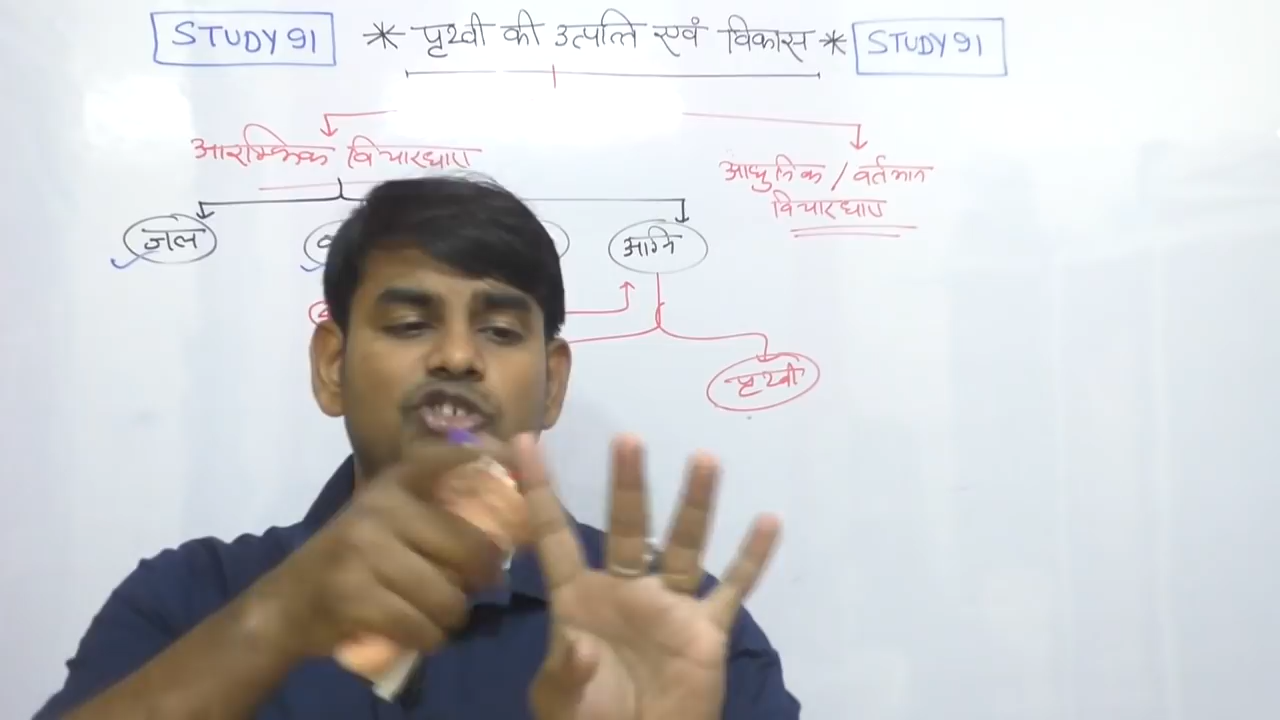 STUDY 91 * पृथ्वी की उत्पत्ति एवं विकास * STUDY 91
आरम्भिक विचारधारा
आधुनिक / वर्तमान
विचारधारा
जल
अग्नि
पृथ्वी